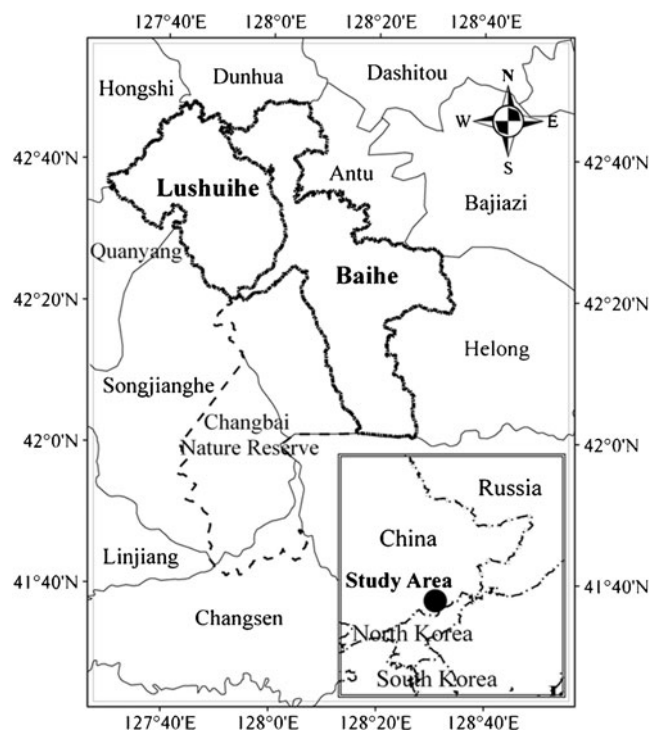 127°40'E 128°0'E 128°20'E 128°40'E
Hongshi
Dunhua
Dashitou
N
W
E
S
42°40'N
42°40'N
Lushuihe
Antu
Bajiazi
Quanyang
Baihe
42°20'N
42°20'N
Helong
Songjianghe
Changbai
Nature Reserve
42°0'N
42°0'N
Russia
China
Linjiang
Study Area
41°40'N
41°40'N
Changsen
North Korea
South Korea
127°40'E 128°0'E 128°20'E 128°40'E